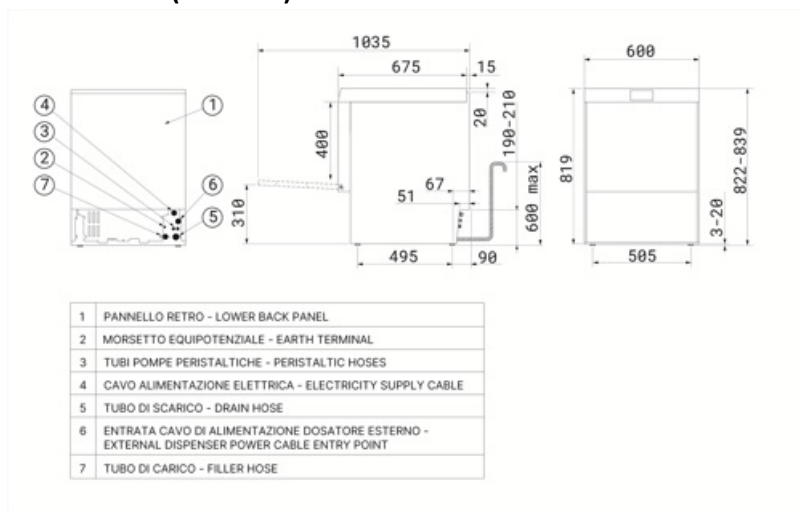 1035
675
15
600
4
1
3
2
7
6
5
400
310
20
190-210
67
51
600 max
495
90
819
822-839
3-20
505
1 PANNELLO RETRO - LOWER BACK PANEL
2 MORSETTO EQUIPOTENZIALE - EARTH TERMINAL
3 TUBI POMPE PERISTALTICHE - PERISTALTIC HOSES
4 CAVO ALIMENTAZIONE ELETTRICA - ELECTRICITY SUPPLY CABLE
5 TUBO DI SCARICO - DRAIN HOSE
6 ENTRATA CAVO DI ALIMENTAZIONE DOSATORE ESTERNO -
EXTERNAL DISPENSER POWER CABLE ENTRY POINT
7 TUBO DI CARICO - FILLER HOSE